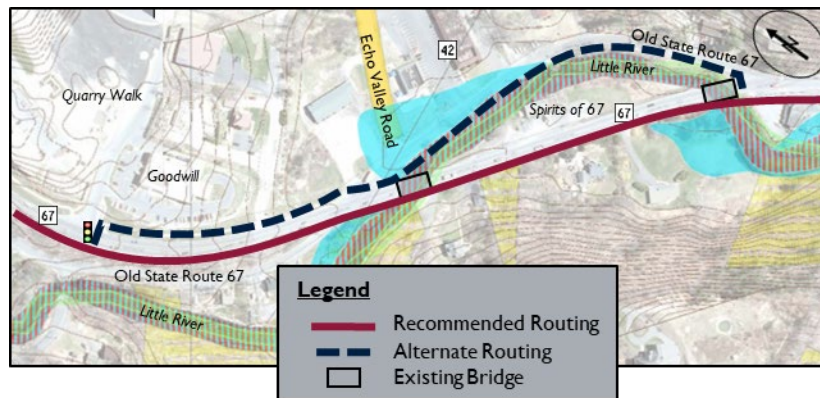 Old State Route 67
N
42
Echo Valley Road
Little River
Quarry Walk
Spirits of 67
67
Goodwill
67
Old State Route 67
Little River
Legend
Recommended Routing
Alternate Routing
Existing Bridge